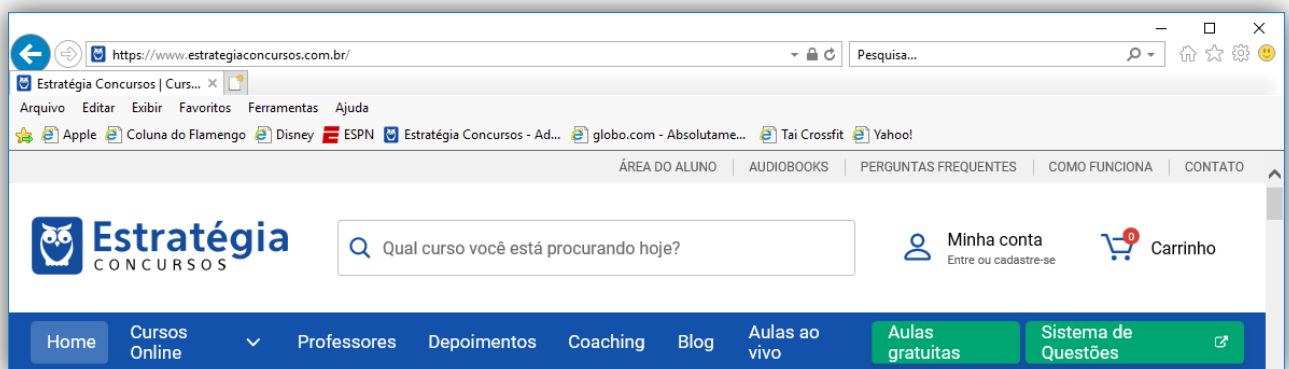 https://www.estrategiaconcursos.com.br/ Pesquisa...
Estratégia Concursos | Curs...
Arquivo Editar Exibir Favoritos Ferramentas Ajuda
Apple Coluna do Flamengo Disney ESPN Estratégia Concursos - Ad... globo.com - Absolutame... Tai Crossfit Yahoo!
ÁREA DO ALUNO | AUDIOBOOKS | PERGUNTAS FREQUENTES | COMO FUNCIONA | CONTATO
Estratégia
CONCURSOS
Qual curso você está procurando hoje?
Minha conta
Entre ou cadastre-se
0
Carrinho
Home
Cursos
Online
Professores
Depoimentos
Coaching
Blog
Aulas ao
vivo
Aulas
gratuitas
Sistema de
Questões